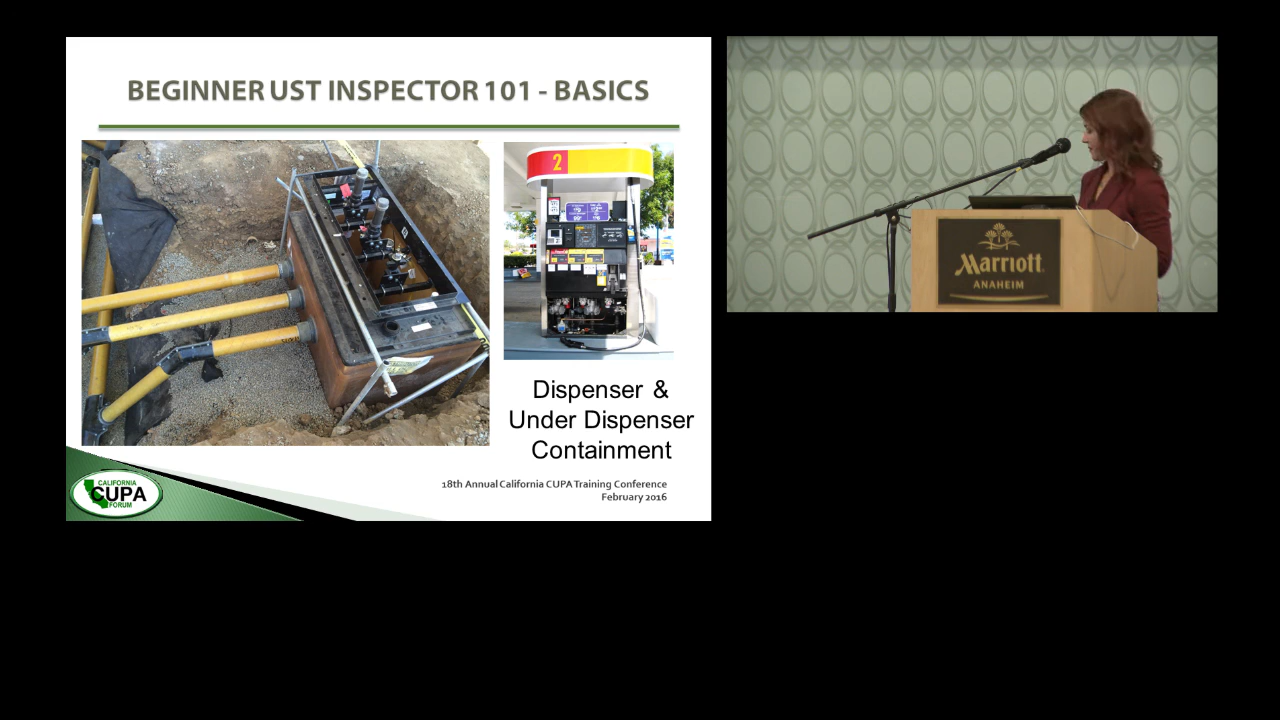 BEGINNER UST INSPECTOR 101 - BASICS
2
Dispenser &
Under Dispenser
Containment
18th Annual California CUPA Training Conference
February 2016
CALIFORNIA
CUPA
FORUM
Marriott
ANAHEIM